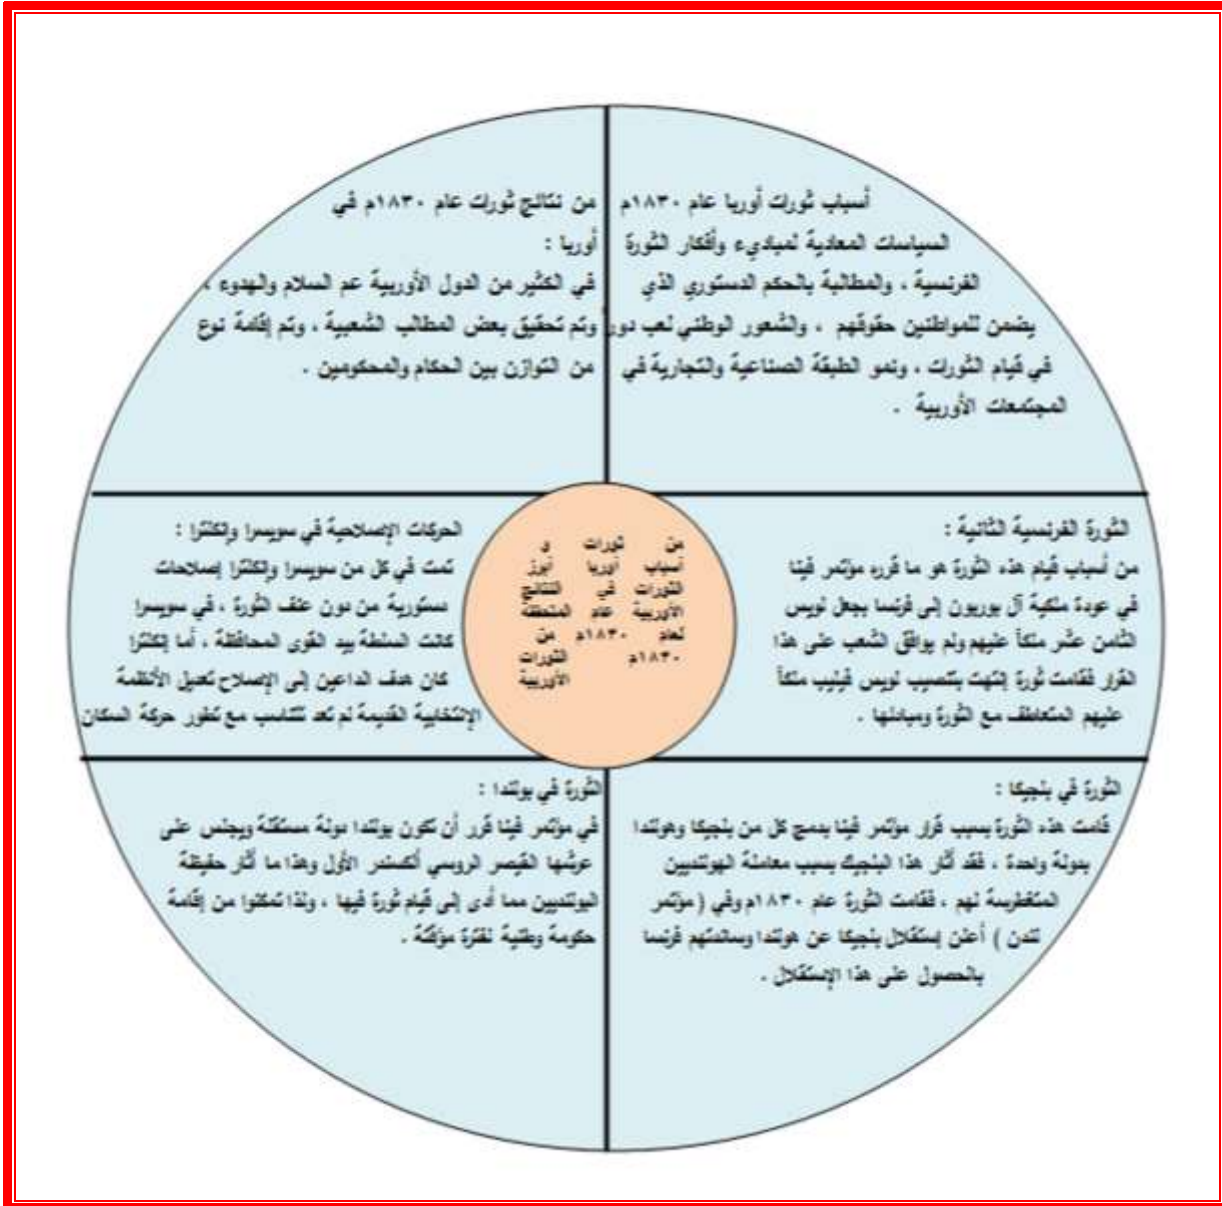 أسباب ثورات أوربا عام ١٨٣٠م
السياسات المعادية لمباديء وأفكار الثورة
الفرنسية ، والمطالبة بالحكم الدستوري الذي
يضمن للمواطنين حقوقهم ، والشعور الوطني لعب دورا
في قيام الثورات ، ونمو الطبقة الصناعية والتجارية في
المجتمعات الأوربية .
من نتائج ثورات عام ١٨٣٠م في
أوربا :
في الكثير من الدول الأوربية عم السلام والهدوء ،
وتم تحقيق بعض المطالب الشعبية ، وتم إقامة نوع
من التوازن بين الحكام والمحكومين .
الثورة الفرنسية الثانية :
من أسباب قيام هذه الثورة هو ما قرره مؤتمر فينا
في عودة ملكية آل بوربون إلى فرنسا بجعل لويس
الثامن عشر ملكاً عليهم ولم يوافق الشعب على هذا
القرار فقامت ثورة إنتهت بتنصيب لويس فيليب ملكاً
عليهم المتعاطف مع الثورة ومبادئها .
من ثورات و
أسباب أوربا أبرز
الثورات في النتائج
الأوربية عام المتحققة
لعام ١٨٣٠م من
١٨٣٠م الثورات
الأوربية
الحركات الإصلاحية في سويسرا وإنكلترا :
تمت في كل من سويسرا وإنكلترا إصلاحات
دستورية من دون عنف الثورة ، في سويسرا
كانت السلطة بيد القوى المحافظة ، أما إنكلترا
كان هدف الداعين إلى الإصلاح تعديل الأنظمة
الإنتخابية القديمة لم تعد تتناسب مع تطور حركة السكان
الثورة في بلجيكا :
قامت هذه الثورة بسبب قرار مؤتمر فينا بدمج كل من بلجيكا وهولندا
بدولة واحدة ، فقد أثار هذا البلجيك بسبب معاملة الهولنديين
المتغطرسة لهم ، فقامت الثورة عام ١٨٣٠م وفي ( مؤتمر
لندن ) أعلن إستقلال بلجيكا عن هولندا وساندتهم فرنسا
بالحصول على هذا الإستقلال .
الثورة في بولندا :
في مؤتمر فينا قرر أن تكون بولندا دولة مستقلة ويجلس على
عرشها القيصر الروسي ألكسندر الأول وهذا ما أثار حفيظة
البولنديين مما أدى إلى قيام ثورة فيها ، ولذا تمكنوا من إقامة
حكومة وطنية لفترة مؤقتة .